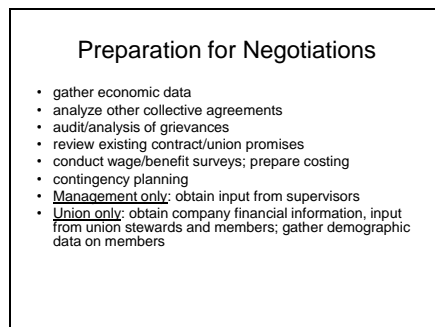 Preparation for Negotiations
• gather economic data
• analyze other collective agreements
• audit/analysis of grievances
• review existing contract/union promises
• conduct wage/benefit surveys; prepare costing
• contingency planning
• Management only: obtain input from supervisors
• Union only: obtain company financial information, input
from union stewards and members; gather demographic
data on members